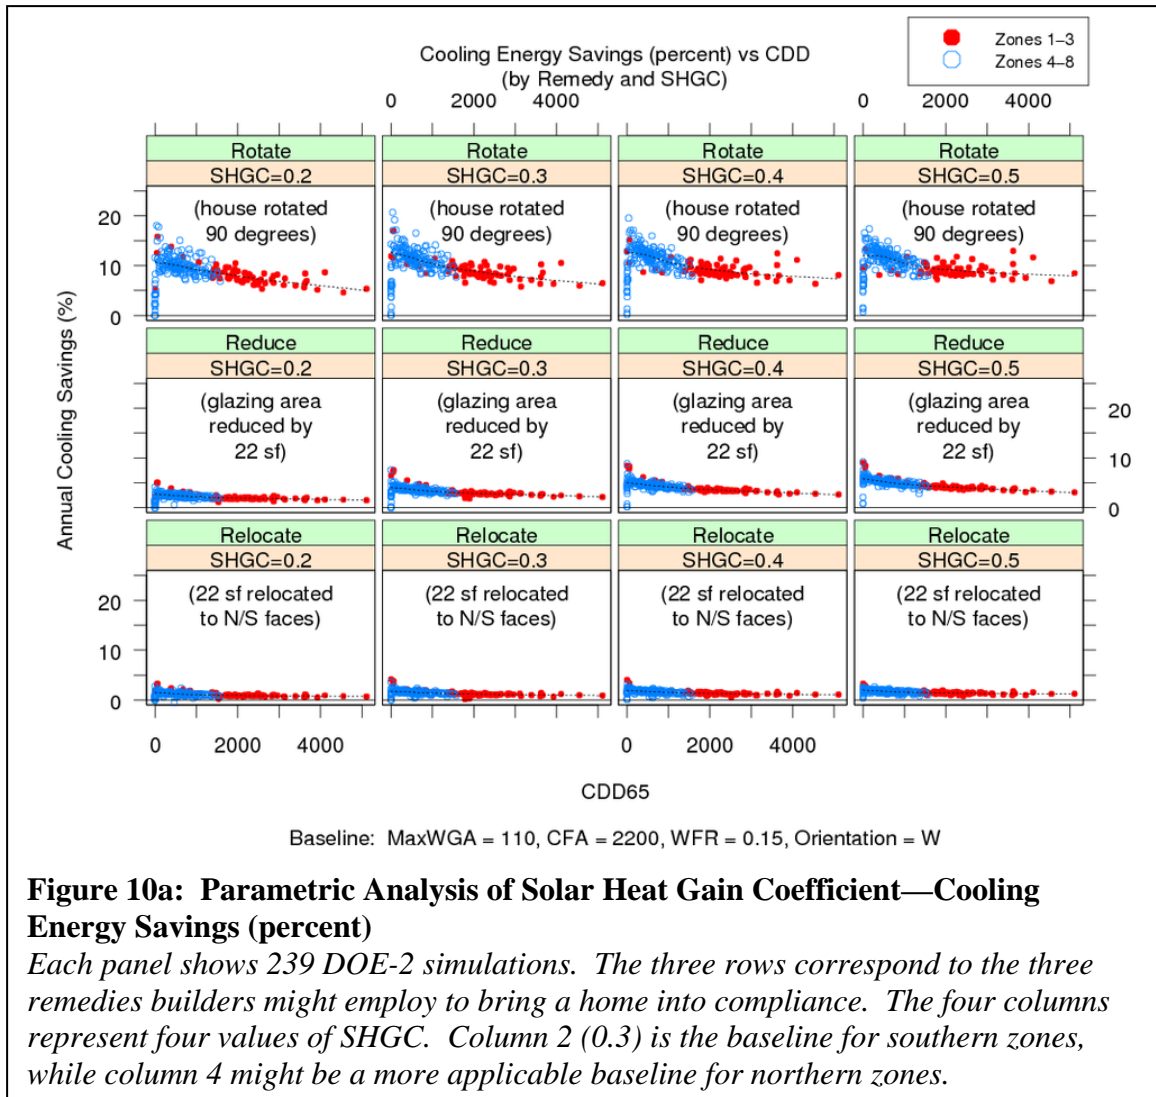 Zones 1–3
Zones 4–8
Cooling Energy Savings (percent) vs CDD
(by Remedy and SHGC)
0 2000 4000 0 2000 4000
Rotate Rotate Rotate Rotate
SHGC=0.2 SHGC=0.3 SHGC=0.4 SHGC=0.5
(house rotated (house rotated (house rotated (house rotated
90 degrees) 90 degrees) 90 degrees) 90 degrees)
20
10
0
Annual Cooling Savings (%)
Reduce Reduce Reduce Reduce
SHGC=0.2 SHGC=0.3 SHGC=0.4 SHGC=0.5
(glazing area (glazing area (glazing area (glazing area
reduced by reduced by reduced by reduced by
22 sf) 22 sf) 22 sf) 22 sf)
20
10
0
Relocate Relocate Relocate Relocate
SHGC=0.2 SHGC=0.3 SHGC=0.4 SHGC=0.5
(22 sf relocated (22 sf relocated (22 sf relocated (22 sf relocated
to N/S faces) to N/S faces) to N/S faces) to N/S faces)
20
10
0
0 2000 4000 0 2000 4000
CDD65
Baseline: MaxWGA = 110, CFA = 2200, WFR = 0.15, Orientation = W
Figure 10a: Parametric Analysis of Solar Heat Gain Coefficient—Cooling
Energy Savings (percent)
Each panel shows 239 DOE-2 simulations. The three rows correspond to the three
remedies builders might employ to bring a home into compliance. The four columns
represent four values of SHGC. Column 2 (0.3) is the baseline for southern zones,
while column 4 might be a more applicable baseline for northern zones.